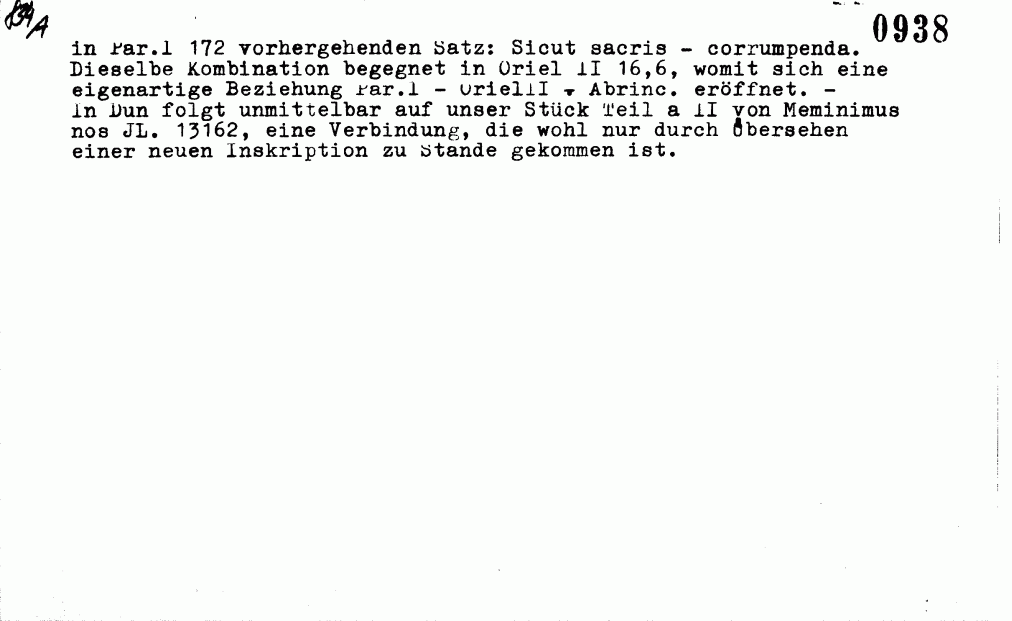 0938
in Par.1 172 vorhergehenden Satz: Sicut sacris - corrumpenda.
Dieselbe Kombination begegnet in Oriel II 16,6, womit sich eine
eigenartige Beziehung Par.1 - OrielII - Abrinc. eröffnet. -
In Dun folgt unmittelbar auf unser Stück Teil a II von Meminimus
nos JL. 13162, eine Verbindung, die wohl nur durch Übersehen
einer neuen Inskription zu Stande gekommen ist.